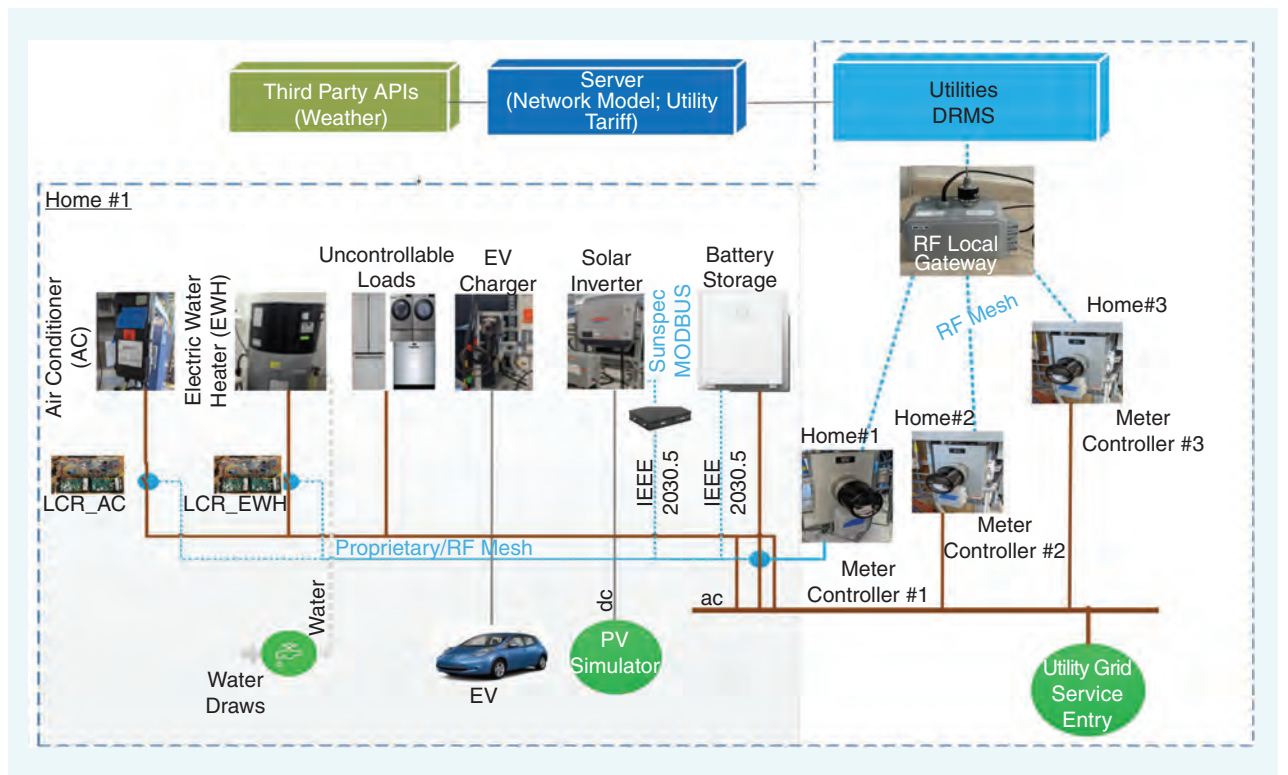 Third Party APIs
(Weather)
Server
(Network Model; Utility
Tariff)
Utilities
DRMS
RF Local
Gateway
RF Mesh
Home #1
Air Conditioner
(AC)
Electric Water
Heater (EWH)
Uncontrollable
Loads
EV
Charger
Solar
Inverter
Sunspec
MODBUS
Battery
Storage
Home#3
Meter
Controller #3
Home#2
Meter
Controller #2
Home#1
Meter
Controller #1
LCR_AC
LCR_EWH
IEEE
2030.5
IEEE
2030.5
Proprietary/RF Mesh
Water
Water
Draws
EV
dc
PV
Simulator
ac
Utility Grid
Service
Entry